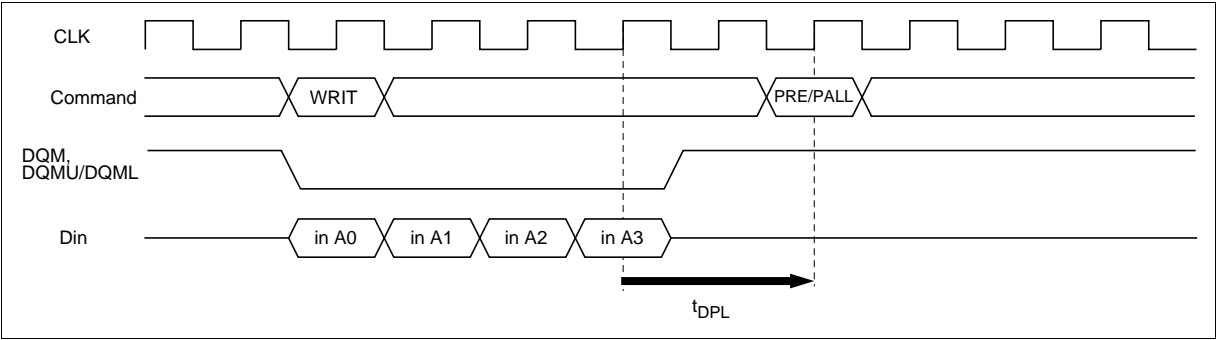 CLK
Command
WRIT
PRE/PALL
DQM,
DQMU/DQML
Din
in A0
in A1
in A2
in A3
tDPL